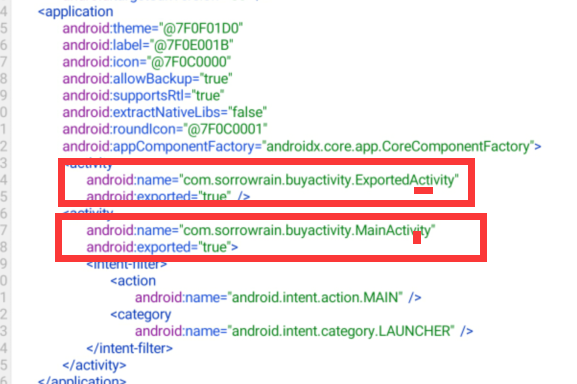 4 <application
5 android:theme="@7F0F01D0"
6 android:label="@7F0E001B"
7 android:icon="@7F0C0000"
8 android:allowBackup="true"
9 android:supportsRtl="true"
0 android:extractNativeLibs="false"
1 android:roundIcon="@7F0C0001"
2 android:appComponentFactory="androidx.core.app.CoreComponentFactory">
3 <activity
4 android:name="com.sorrowrain.buyactivity.ExportedActivity"
5 android:exported="true" />
6 <activity
7 android:name="com.sorrowrain.buyactivity.MainActivity"
8 android:exported="true">
9 <intent-filter>
0 <action
1 android:name="android.intent.action.MAIN" />
2 <category
3 android:name="android.intent.category.LAUNCHER" />
4 </intent-filter>
5 </activity>
6 </application>